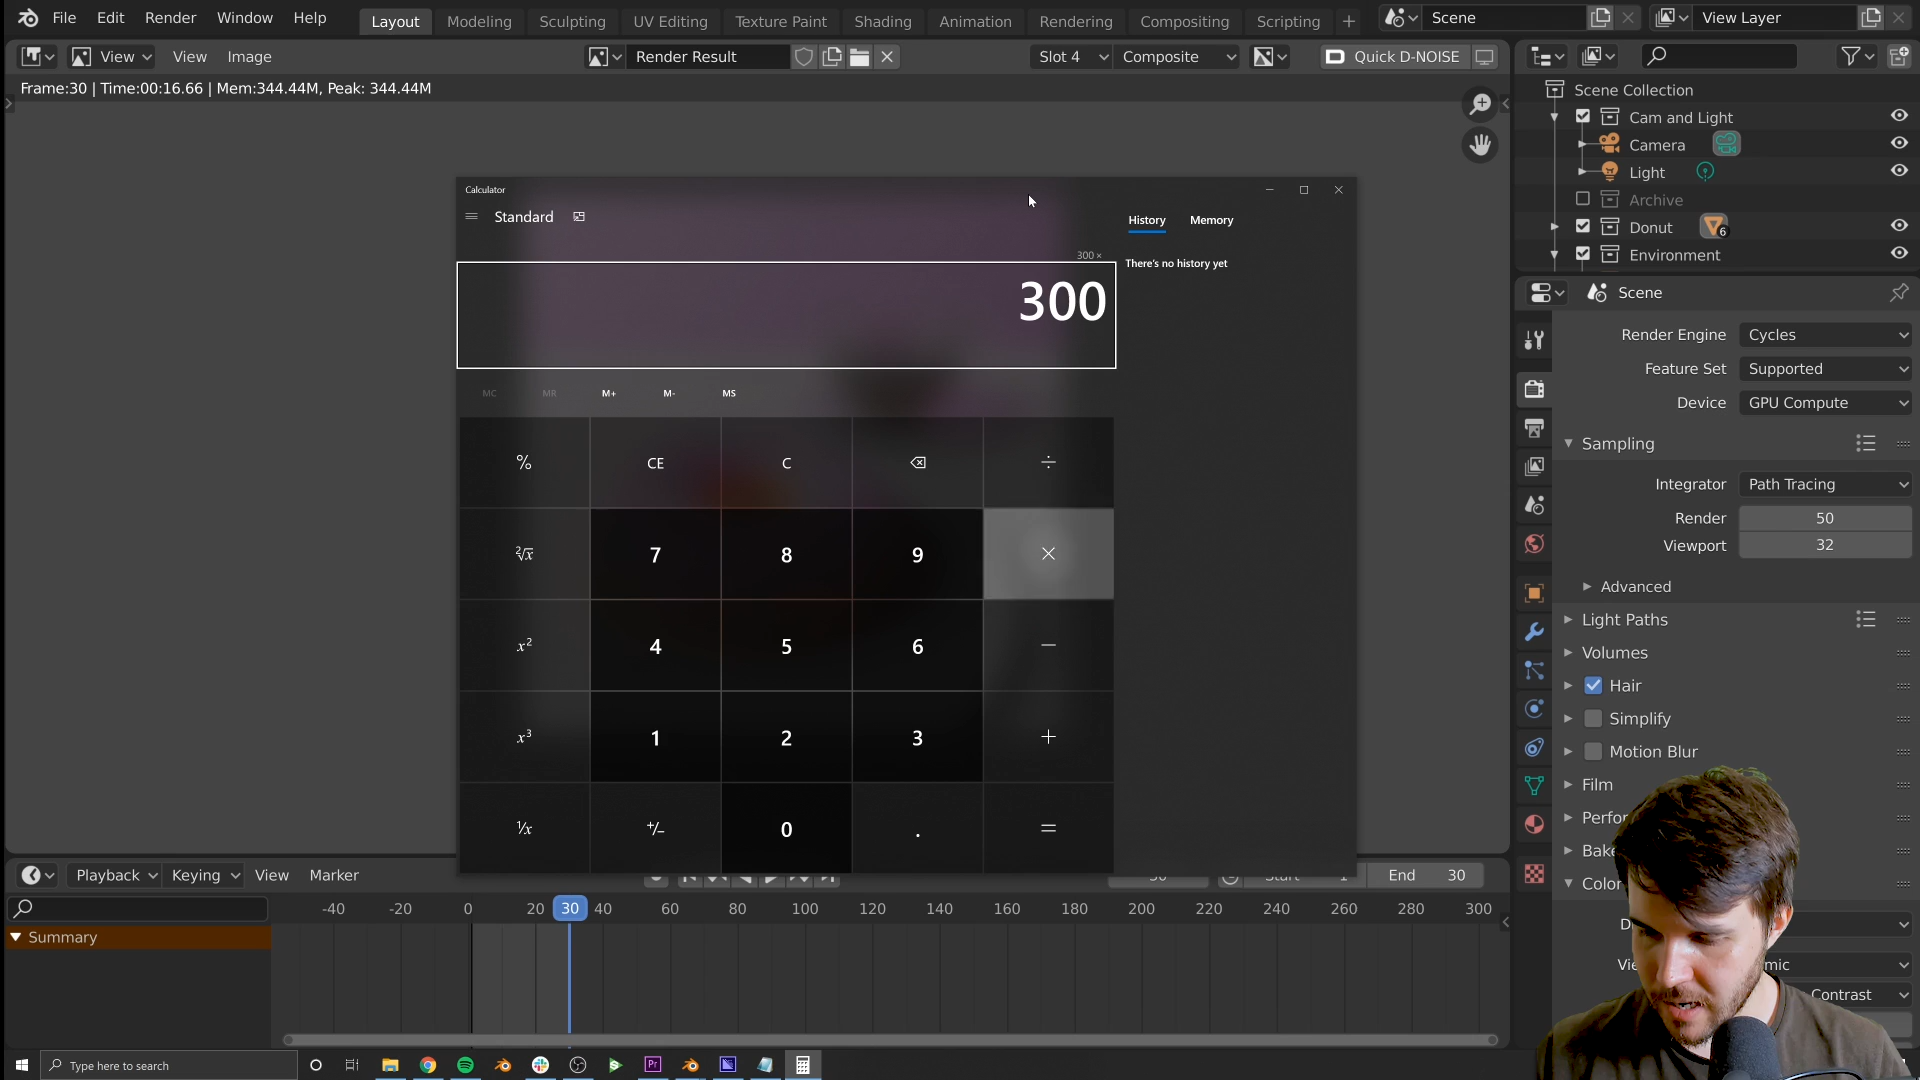 File Edit Render Window Help Layout Modeling Sculpting UV Editing Texture Paint Shading Animation Rendering Compositing Scripting + Scene View Layer
View View Image Render Result Slot 4 Composite Quick D-NOISE
Frame:30 | Time:00:16.66 | Mem:344.44M, Peak: 344.44M
Scene Collection
Cam and Light
Camera
Light
Archive
Donut 6
Environment
Calculator
Standard
History Memory
300 ×
There's no history yet
300
MC MR M+ M- MS
% CE C ÷
²√x 7 8 9 ×
x² 4 5 6 −
x³ 1 2 3 +
¹/x +/− 0 . =
Scene
Render Engine Cycles
Feature Set Supported
Device GPU Compute
Sampling
Integrator Path Tracing
Render 50
Viewport 32
Advanced
Light Paths
Volumes
Hair
Simplify
Motion Blur
Film
Contrast
Playback Keying View Marker
End 30
-40 -20 0 20 30 40 60 80 100 120 140 160 180 200 220 240 260 280 300
Summary
Type here to search
Pr